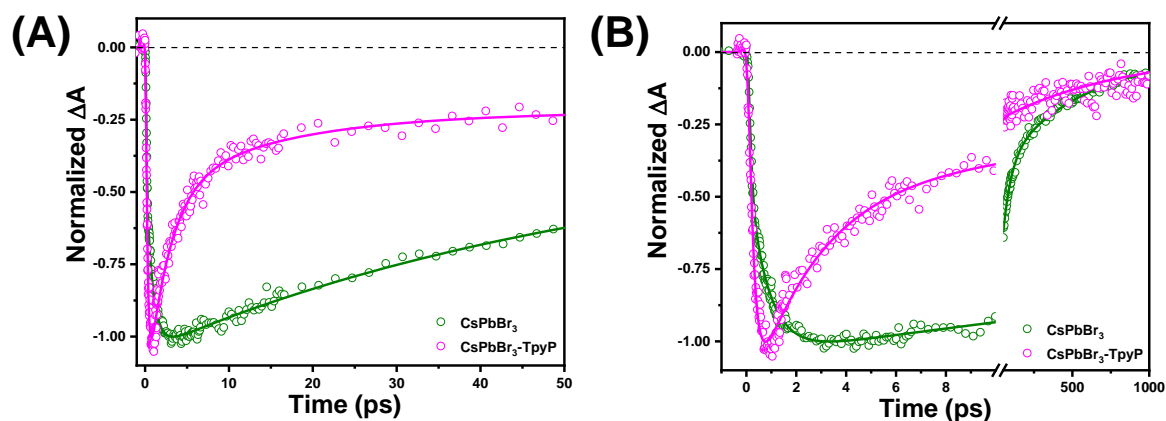 (A)
Normalized ΔA
0.00
-0.25
-0.50
-0.75
-1.00
CsPbBr₃
CsPbBr₃-TpyP
0 10 20 30 40 50
Time (ps)
(B)
Normalized ΔA
0.00
-0.25
-0.50
-0.75
-1.00
CsPbBr₃
CsPbBr₃-TpyP
0 2 4 6 8 500 1000
Time (ps)